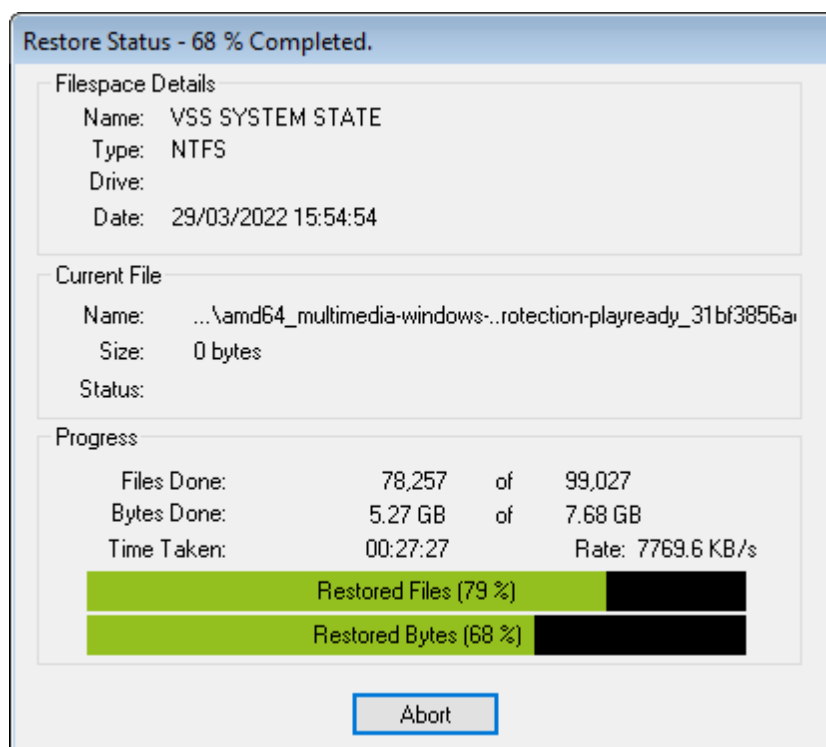 Restore Status - 68 % Completed.
Filespace Details
Name: VSS SYSTEM STATE
Type: NTFS
Drive:
Date: 29/03/2022 15:54:54
Current File
Name: ...\amd64_multimedia-windows-..rotection-playready_31bf3856a
Size: 0 bytes
Status:
Progress
Files Done: 78,257 of 99,027
Bytes Done: 5.27 GB of 7.68 GB
Time Taken: 00:27:27 Rate: 7769.6 KB/s
Restored Files (79 %)
Restored Bytes (68 %)
Abort